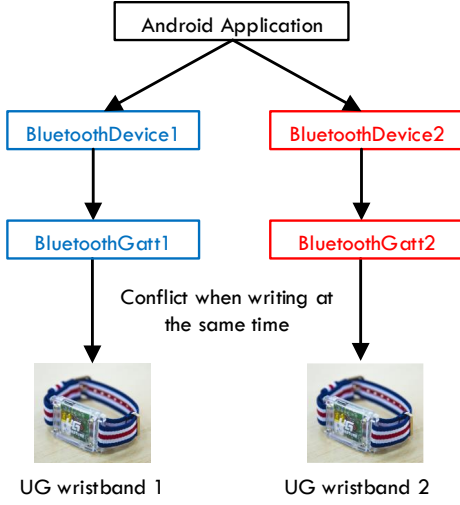 Android Application
BluetoothDevice1
BluetoothDevice2
BluetoothGatt1
BluetoothGatt2
Conflict when writing at
the same time
UG wristband 1
UG wristband 2